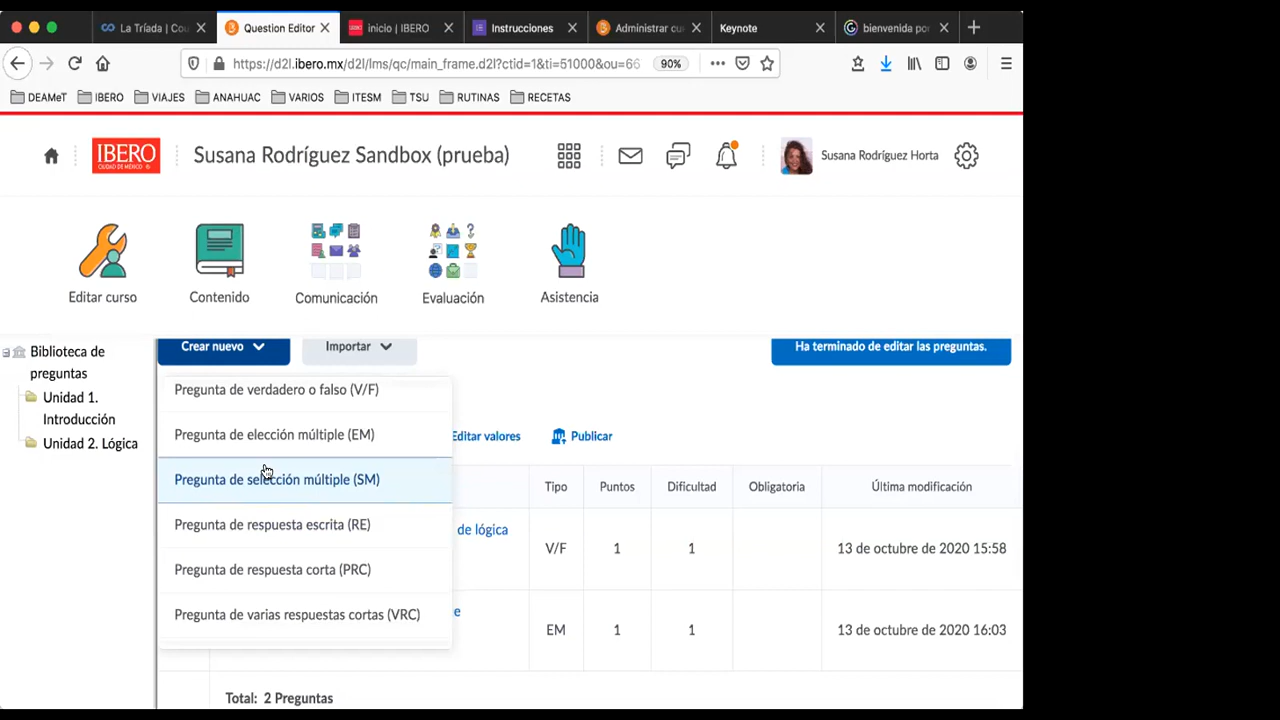 La Tríada | Cou
Question Editor
inicio | IBERO
Instrucciones
Administrar cu
Keynote
bienvenida po
https://d2l.ibero.mx/d2l/lms/qc/main_frame.d2l?ctid=1&ti=51000&ou=66
90%
DEAMeT
IBERO
VIAJES
ANAHUAC
VARIOS
ITESM
TSU
RUTINAS
RECETAS
IBERO
CIUDAD DE MÉXICO
Susana Rodríguez Sandbox (prueba)
Susana Rodríguez Horta
Editar curso
Contenido
Comunicación
Evaluación
Asistencia
Biblioteca de
preguntas
Unidad 1.
Introducción
Unidad 2. Lógica
Crear nuevo
Importar
Ha terminado de editar las preguntas.
Pregunta de verdadero o falso (V/F)
Pregunta de elección múltiple (EM)
Pregunta de selección múltiple (SM)
Pregunta de respuesta escrita (RE)
Pregunta de respuesta corta (PRC)
Pregunta de varias respuestas cortas (VRC)
Editar valores
Publicar
Tipo
Puntos
Dificultad
Obligatoria
Última modificación
de lógica
V/F
1
1
13 de octubre de 2020 15:58
e
EM
1
1
13 de octubre de 2020 16:03
Total: 2 Preguntas